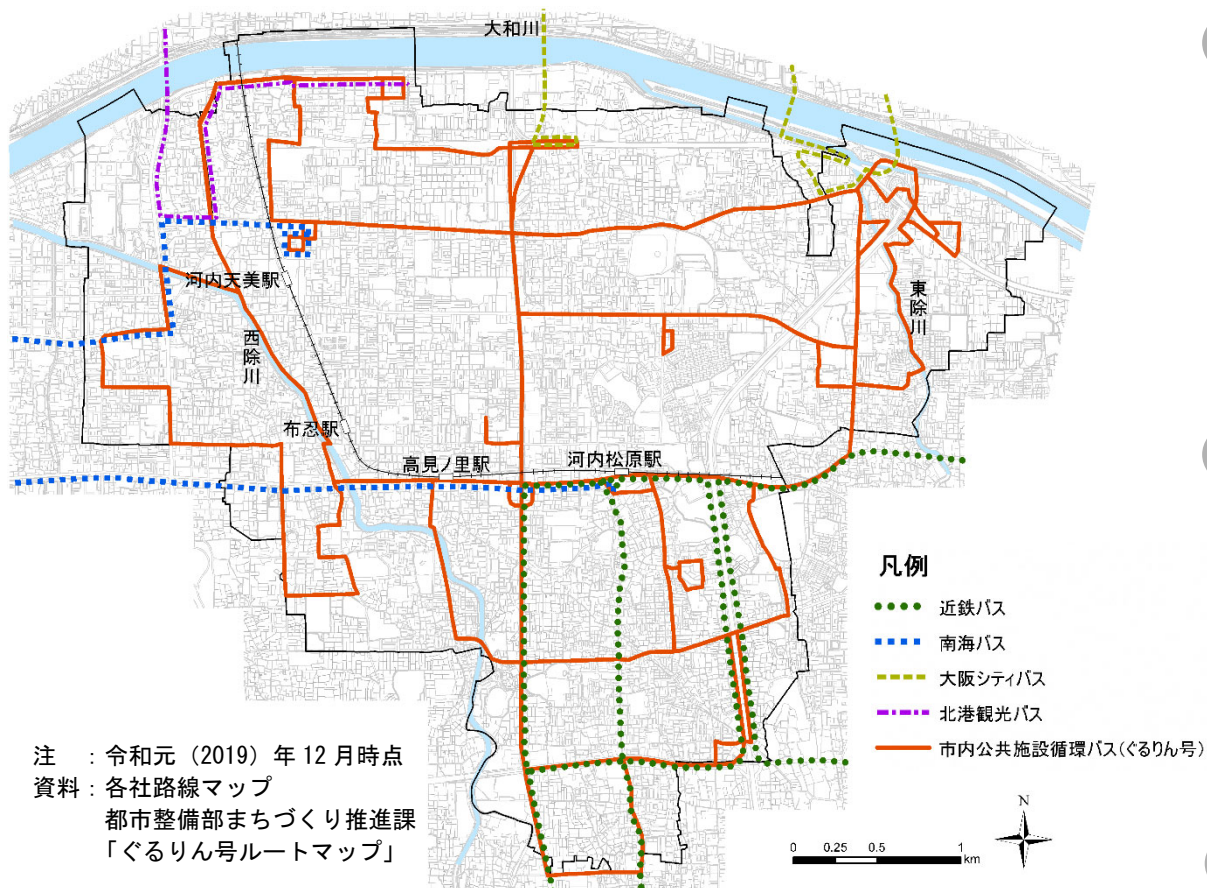 大和川
河内天美駅
西除川
東除川
布忍駅
高見ノ里駅
河内松原駅
凡例
近鉄バス
南海バス
大阪シティバス
北港観光バス
市内公共施設循環バス(ぐるりん号)
注 :令和元(2019)年12月時点
資料:各社路線マップ
都市整備部まちづくり推進課
「ぐるりん号ルートマップ」
N
0 0.25 0.5 1
km